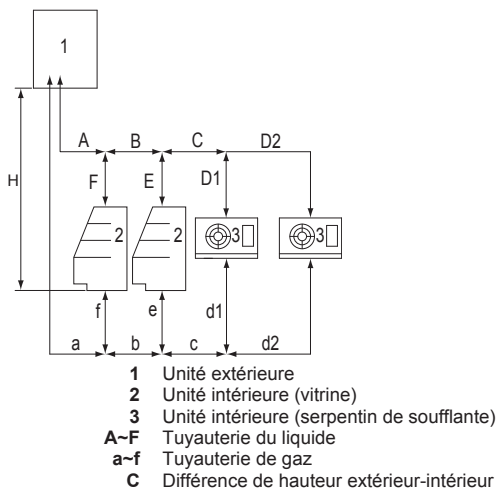 1
A B C D2
H
F E D1
2 2 3 3
f e d1
a b c d2
1 Unité extérieure
2 Unité intérieure (vitrine)
3 Unité intérieure (serpentin de soufflante)
A~F Tuyauterie du liquide
a~f Tuyauterie de gaz
C Différence de hauteur extérieur-intérieur